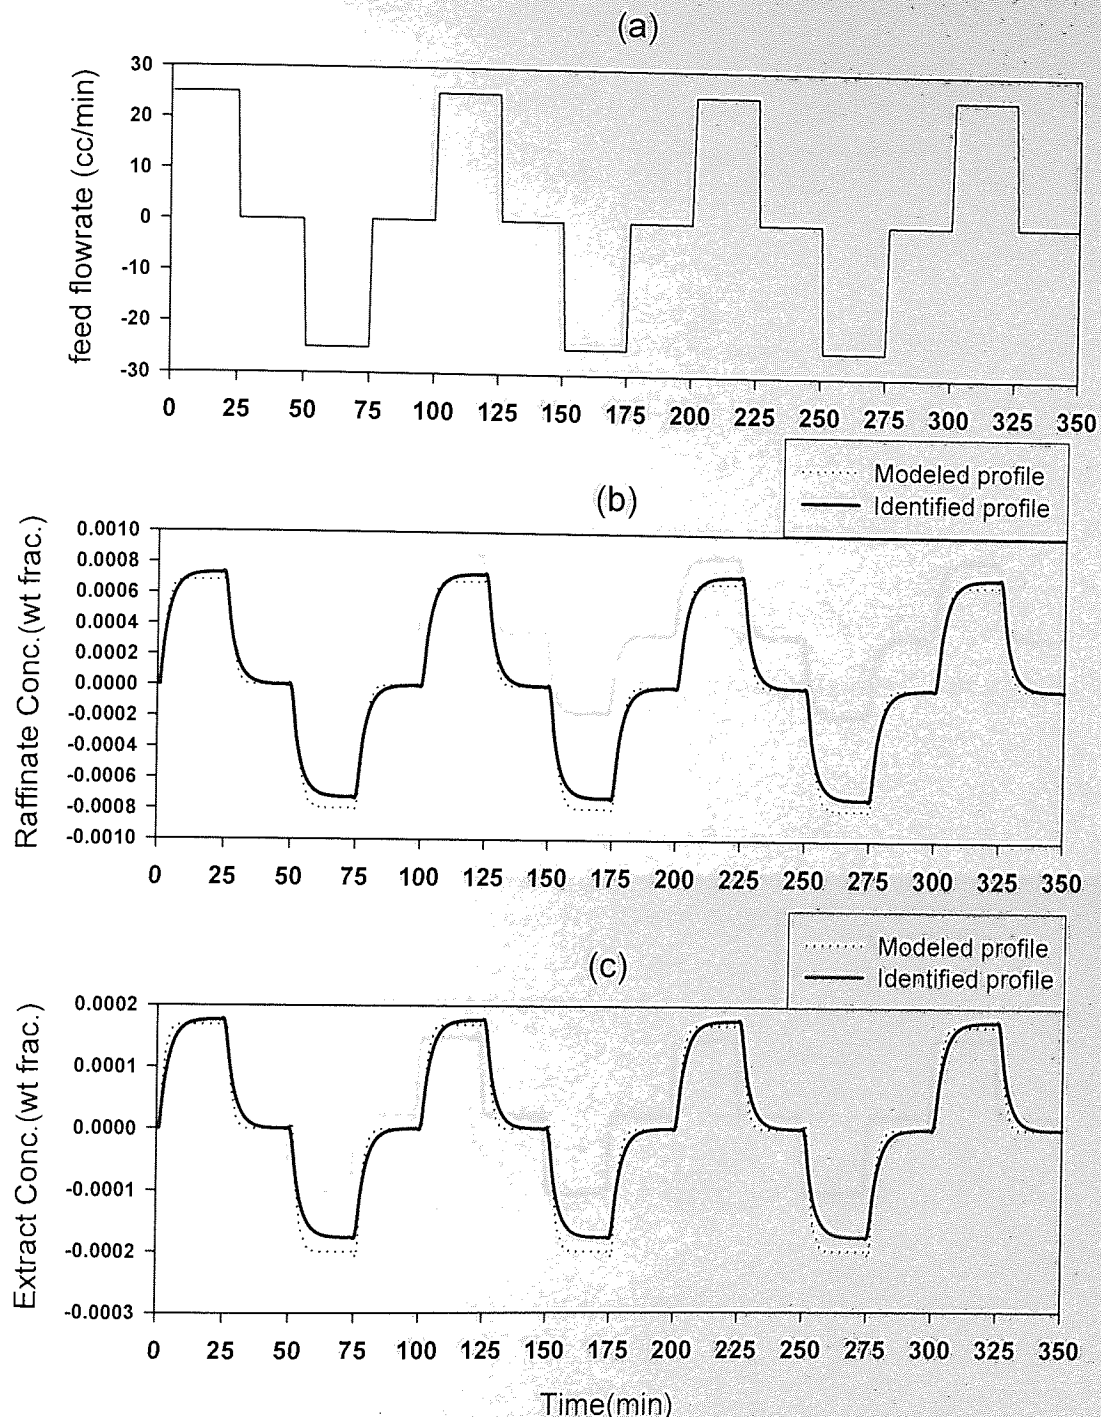 (a)
feed flowrate (cc/min)
30
20
10
0
-10
-20
-30
0 25 50 75 100 125 150 175 200 225 250 275 300 325 350
Modeled profile
Identified profile
(b)
Raffinate Conc.(wt frac.)
0.0010
0.0008
0.0006
0.0004
0.0002
0.0000
-0.0002
-0.0004
-0.0006
-0.0008
-0.0010
0 25 50 75 100 125 150 175 200 225 250 275 300 325 350
Modeled profile
Identified profile
(c)
Extract Conc.(wt frac.)
0.0002
0.0001
0.0000
-0.0001
-0.0002
-0.0003
0 25 50 75 100 125 150 175 200 225 250 275 300 325 350
Time(min)